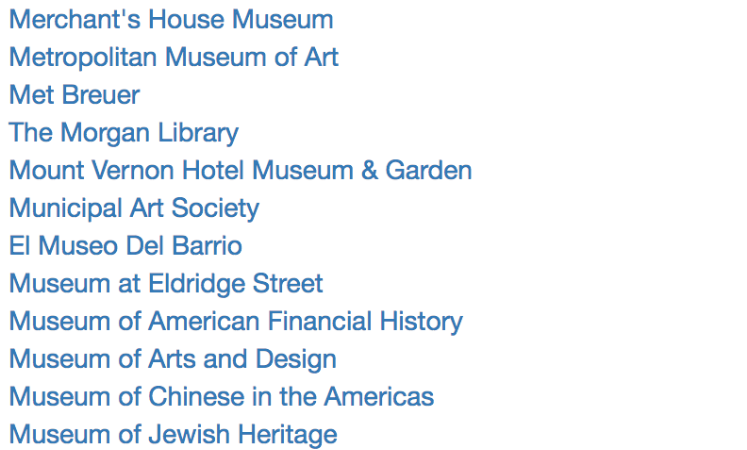 Merchant's House Museum
Metropolitan Museum of Art
Met Breuer
The Morgan Library
Mount Vernon Hotel Museum & Garden
Municipal Art Society
El Museo Del Barrio
Museum at Eldridge Street
Museum of American Financial History
Museum of Arts and Design
Museum of Chinese in the Americas
Museum of Jewish Heritage